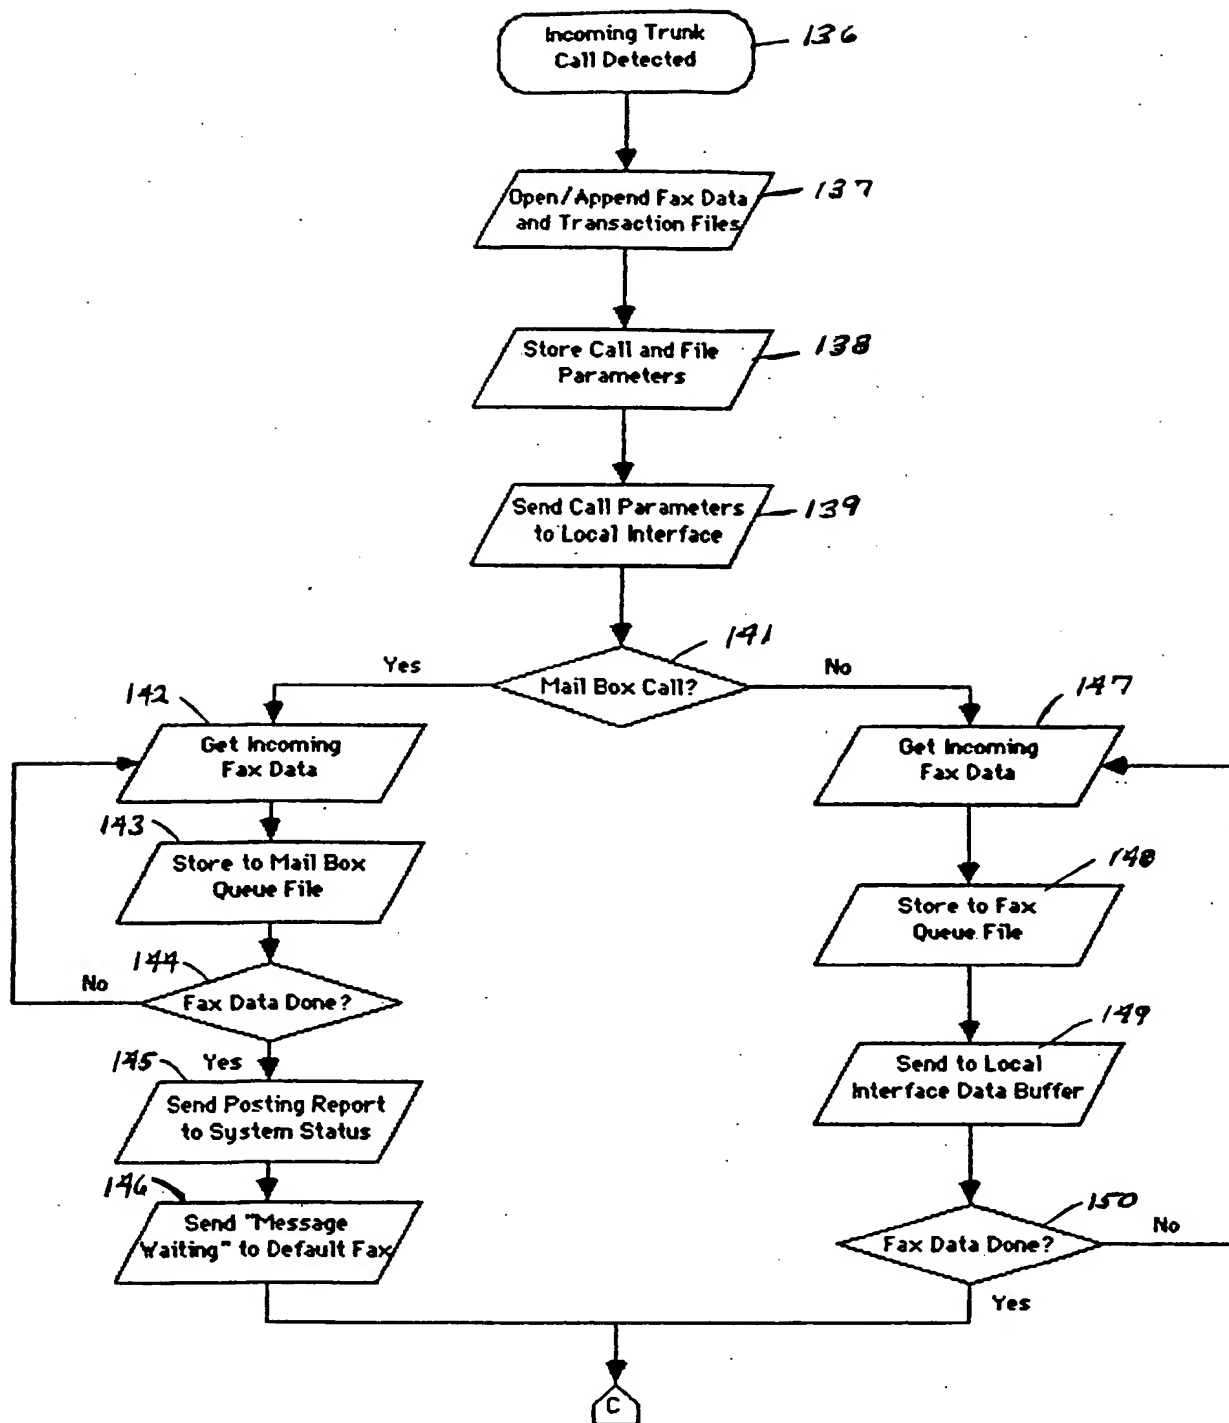 Incoming Trunk
Call Detected
136
Open/Append Fax Data
and Transaction Files
137
Store Call and File
Parameters
138
Send Call Parameters
to Local Interface
139
141
Mail Box Call?
Yes
No
142
Get Incoming
Fax Data
147
Get Incoming
Fax Data
143
Store to Mail Box
Queue File
148
Store to Fax
Queue File
144
Fax Data Done?
No
Yes
149
Send to Local
Interface Data Buffer
145
Send Posting Report
to System Status
146
Send "Message
Waiting" to Default Fax
150
Fax Data Done?
No
Yes
C